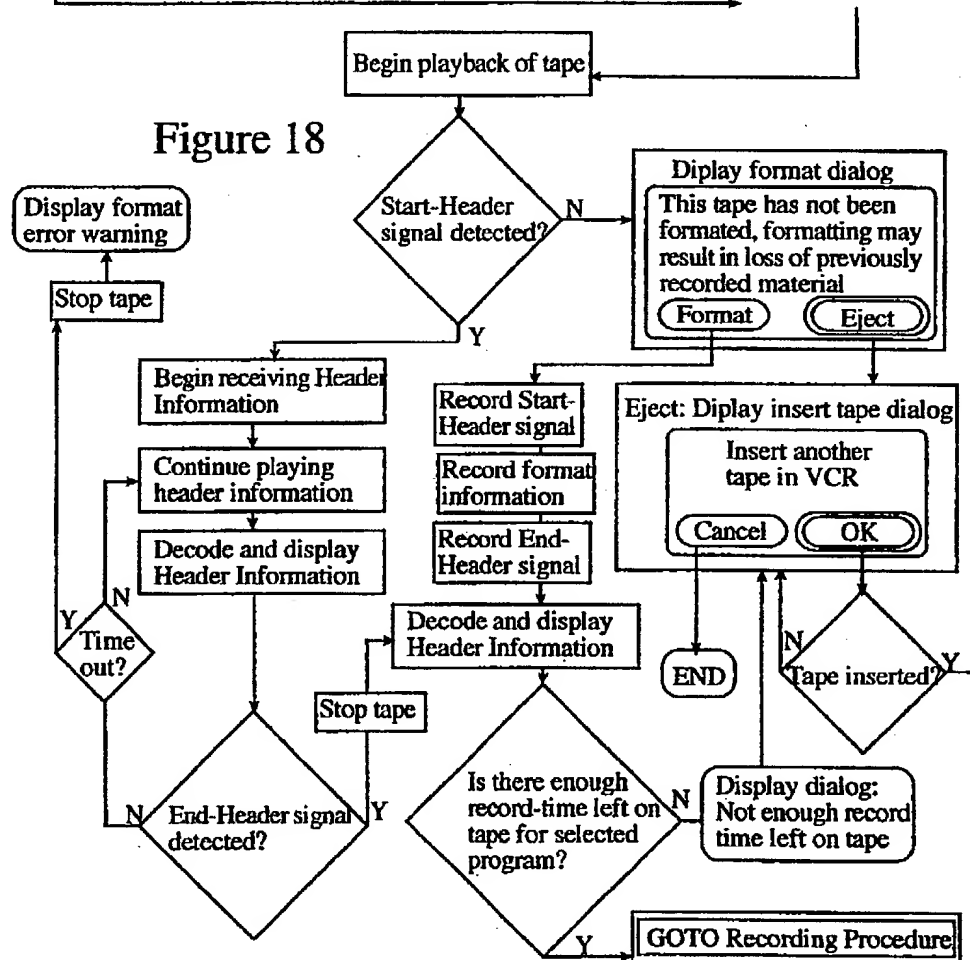 Begin playback of tape
Figure 18
Start-Header
signal detected?
N
Y
Diplay format dialog
This tape has not been
formated, formatting may
result in loss of previously
recorded material
Format
Eject
Display format
error warning
Stop tape
Begin receiving Header
Information
Continue playing
header information
Decode and display
Header Information
N
Y
Time
out?
End-Header signal
detected?
N
Y
Stop tape
Record Start-
Header signal
Record format
information
Record End-
Header signal
Decode and display
Header Information
Eject: Diplay insert tape dialog
Insert another
tape in VCR
Cancel
OK
END
N
Tape inserted?
Y
Is there enough
record-time left on
tape for selected
program?
N
Display dialog:
Not enough record
time left on tape
Y
GOTO Recording Procedure